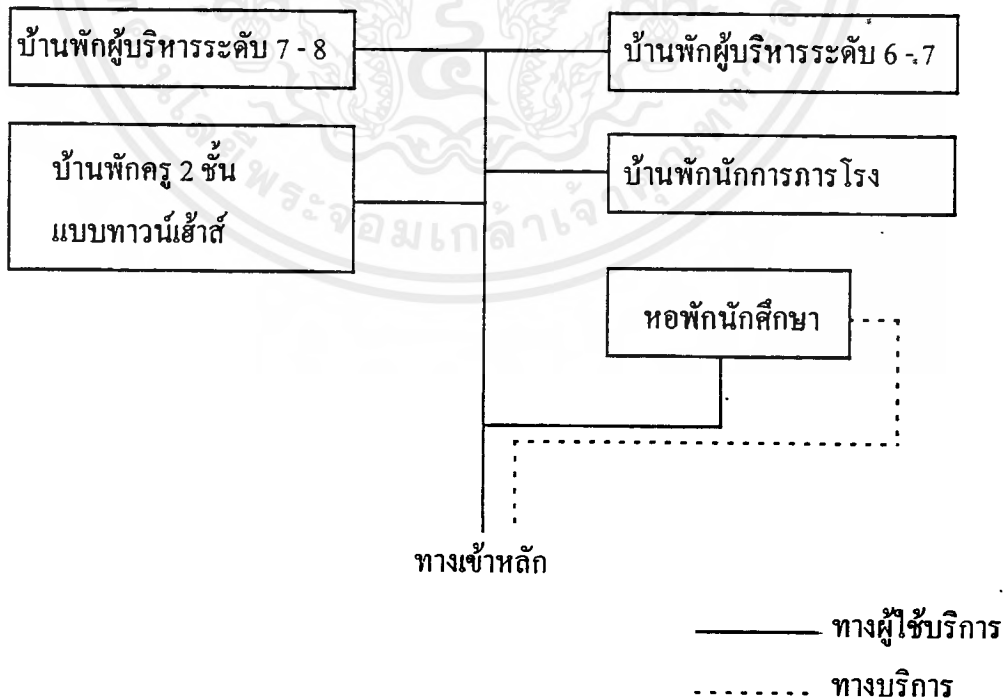 บ้านพักผู้บริหารระดับ 7 - 8
บ้านพักผู้บริหารระดับ 6 - 7
บ้านพักครู 2 ชั้น
แบบทาวน์เฮ้าส์
บ้านพักนักการภารโรง
หอพักนักศึกษา
ทางเข้าหลัก
ทางผู้ใช้บริการ
ทางบริการ